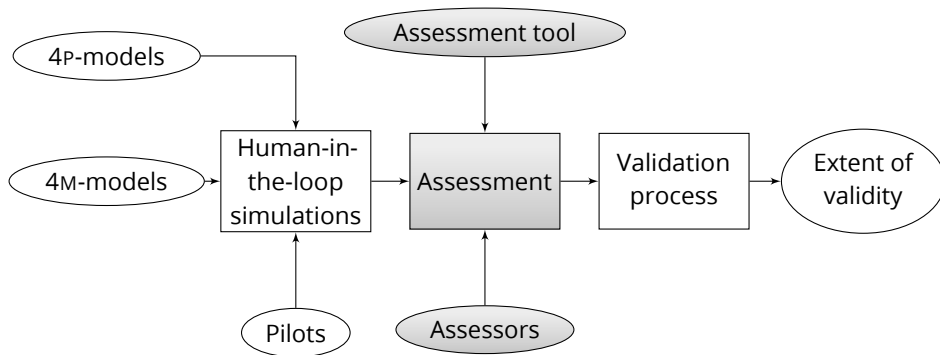 Assessment tool
4P-models
4M-models
Human-in-
the-loop
simulations
Assessment
Validation
process
Extent of
validity
Pilots
Assessors